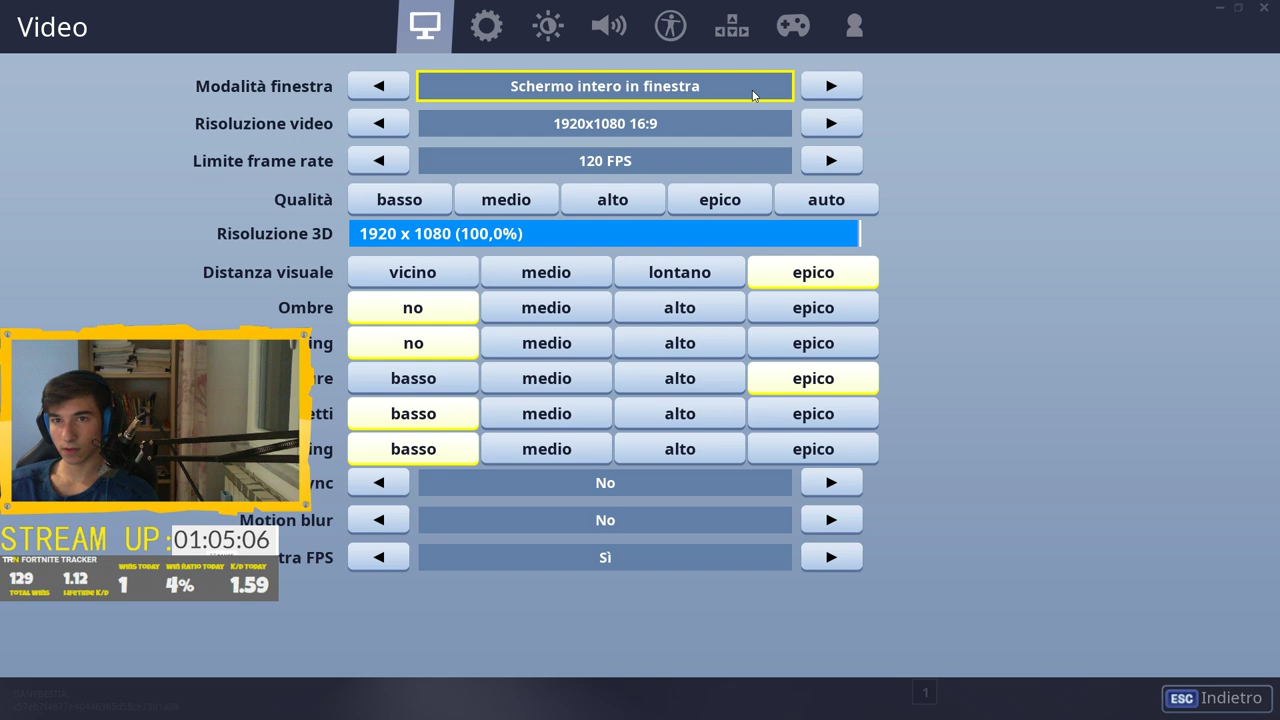 Video
Modalità finestra ◄ Schermo intero in finestra ►
Risoluzione video ◄ 1920x1080 16:9 ►
Limite frame rate ◄ 120 FPS ►
Qualità basso medio alto epico auto
Risoluzione 3D 1920 x 1080 (100,0%)
Distanza visuale vicino medio lontano epico
Ombre no medio alto epico
ing no medio alto epico
ure basso medio alto epico
etti basso medio alto epico
ing basso medio alto epico
ync ◄ No ►
Motion blur ◄ No ►
tra FPS ◄ Sì ►
STREAM UP: 01:05:06
TRN FORTNITE TRACKER
129 1.12 1 4% 1.59
TOTAL WINS LIFETIME K/D WINS TODAY WIN RATIO TODAY K/D TODAY
1
ESC Indietro